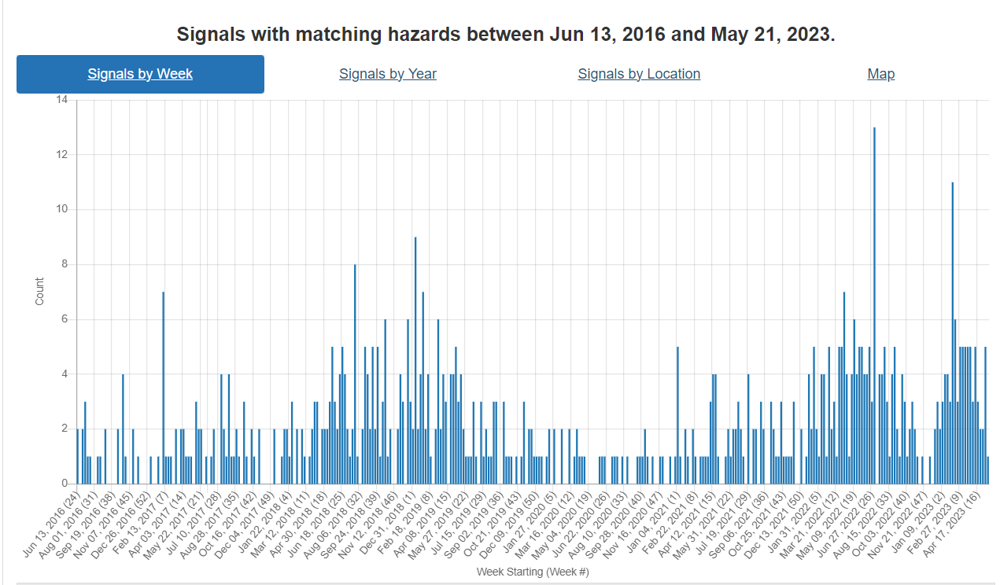 Signals with matching hazards between Jun 13, 2016 and May 21, 2023.
Signals by Week
Signals by Year
Signals by Location
Map
14
12
10
8
6
4
2
0
Count
Jun 13, 2016 (24)
Aug 01, 2016 (31)
Sep 19, 2016 (38)
Nov 07, 2016 (45)
Dec 26, 2016 (52)
Feb 13, 2017 (7)
Apr 03, 2017 (14)
May 22, 2017 (21)
Jul 10, 2017 (28)
Aug 28, 2017 (35)
Oct 16, 2017 (42)
Dec 04, 2017 (49)
Jan 22, 2018 (4)
Mar 12, 2018 (11)
Apr 30, 2018 (18)
Jun 18, 2018 (25)
Aug 06, 2018 (32)
Sep 24, 2018 (39)
Nov 12, 2018 (46)
Dec 31, 2018 (1)
Feb 18, 2019 (8)
Apr 08, 2019 (15)
May 27, 2019 (22)
Jul 15, 2019 (29)
Sep 02, 2019 (36)
Oct 21, 2019 (43)
Dec 09, 2019 (50)
Jan 27, 2020 (5)
Mar 16, 2020 (12)
May 04, 2020 (19)
Jun 22, 2020 (26)
Aug 10, 2020 (33)
Sep 28, 2020 (40)
Nov 16, 2020 (47)
Jan 04, 2021 (1)
Feb 22, 2021 (8)
Apr 12, 2021 (15)
May 31, 2021 (22)
Jul 19, 2021 (29)
Sep 06, 2021 (36)
Oct 25, 2021 (43)
Dec 13, 2021 (50)
Jan 31, 2022 (5)
Mar 21, 2022 (12)
May 09, 2022 (19)
Jun 27, 2022 (26)
Aug 15, 2022 (33)
Oct 03, 2022 (40)
Nov 21, 2022 (47)
Jan 09, 2023 (2)
Feb 27, 2023 (9)
Apr 17, 2023 (16)
Week Starting (Week #)